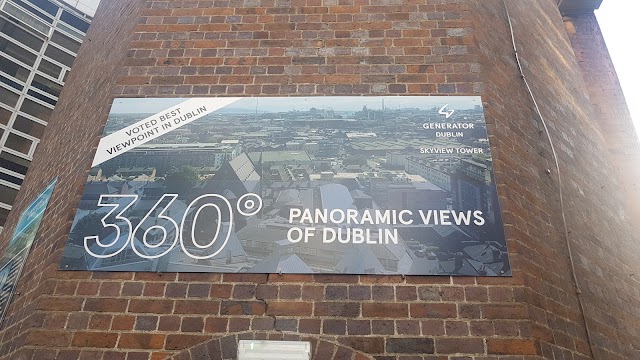 VOTED BEST
VIEWPOINT IN DUBLIN
GENERATOR
DUBLIN
SKYVIEW TOWER
360°
PANORAMIC VIEWS
OF DUBLIN